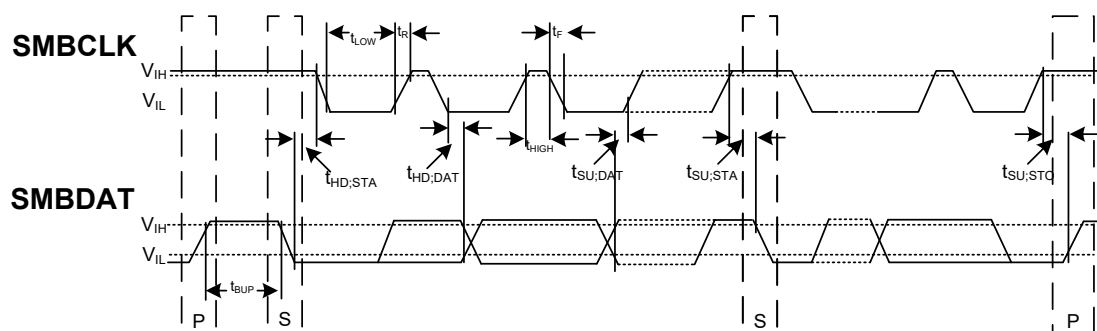 SMBCLK
tLOW tR tF
VIH
VIL
tHD;STA tHD;DAT tHIGH tSU;DAT tSU;STA tSU;STO
SMBDAT
VIH
VIL
tBUP
P S S P